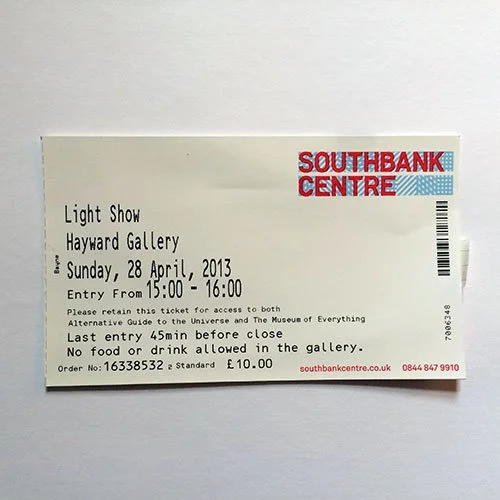 SOUTHBANK
CENTRE
Light Show
Hayward Gallery
Sunday, 28 April, 2013
Entry From 15:00 - 16:00
Please retain this ticket for access to both
Alternative Guide to the Universe and The Museum of Everything
Last entry 45min before close
No food or drink allowed in the gallery.
Order No: 16338532 2 Standard £10.00
southbankcentre.co.uk 0844 847 9910
7006348